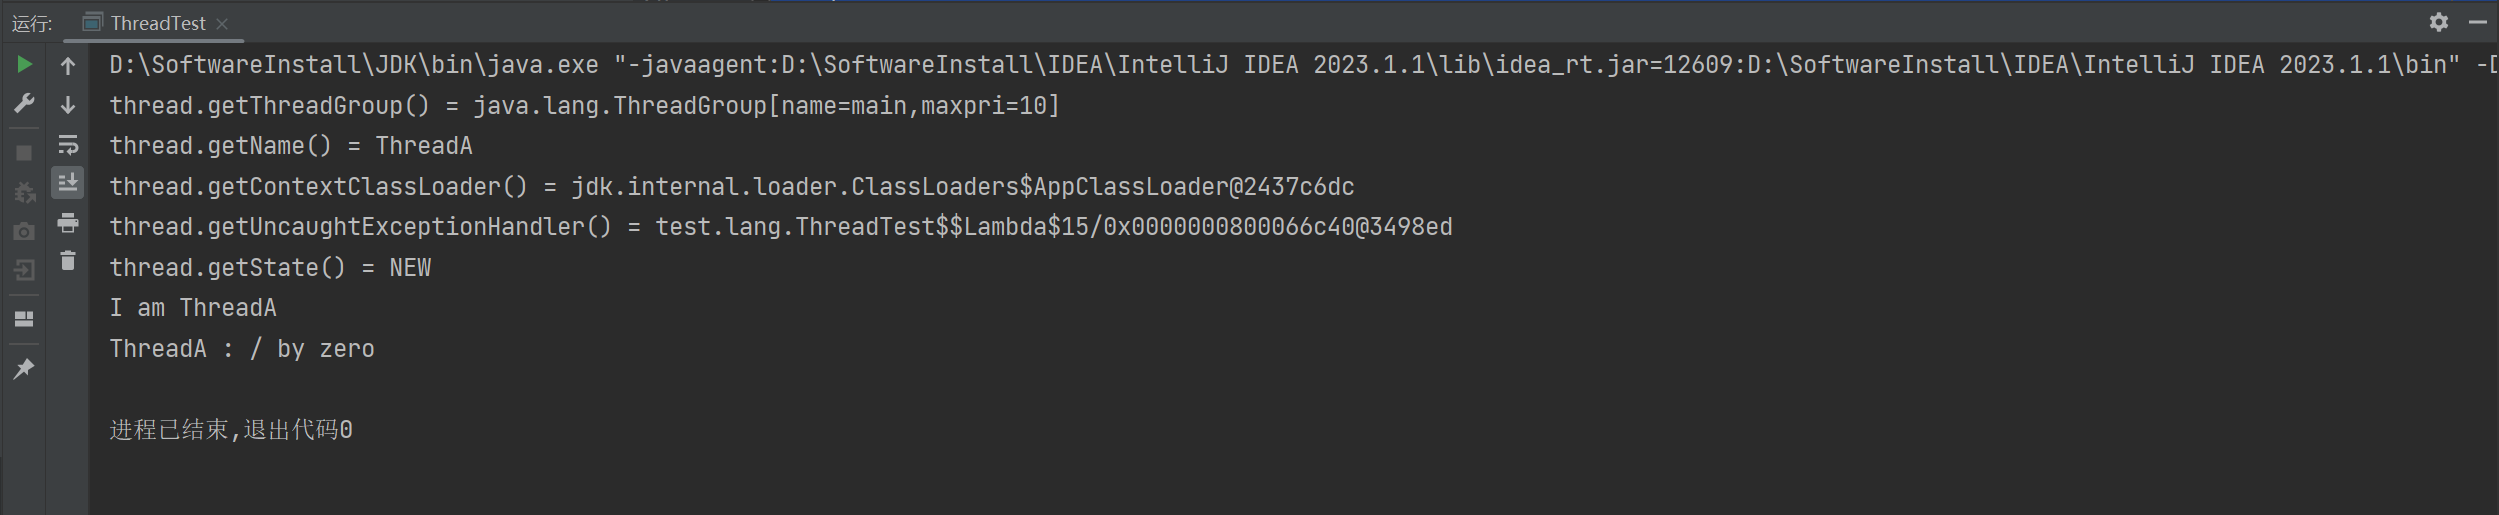 运行: ThreadTest
D:\SoftwareInstall\JDK\bin\java.exe "-javaagent:D:\SoftwareInstall\IDEA\IntelliJ IDEA 2023.1.1\lib\idea_rt.jar=12609:D:\SoftwareInstall\IDEA\IntelliJ IDEA 2023.1.1\bin" -D
thread.getThreadGroup() = java.lang.ThreadGroup[name=main,maxpri=10]
thread.getName() = ThreadA
thread.getContextClassLoader() = jdk.internal.loader.ClassLoaders$AppClassLoader@2437c6dc
thread.getUncaughtExceptionHandler() = test.lang.ThreadTest$$Lambda$15/0x0000000800066c40@3498ed
thread.getState() = NEW
I am ThreadA
ThreadA : / by zero
进程已结束,退出代码0